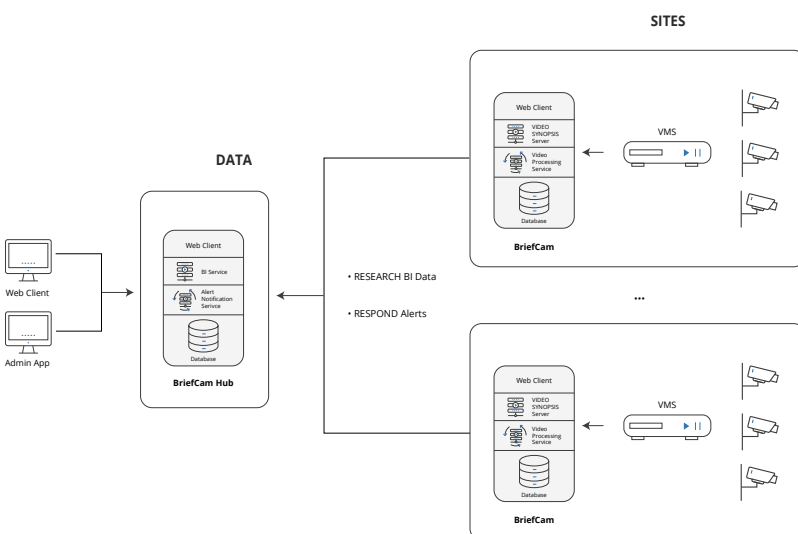 SITES
Web Client
VIDEO
SYNOPSIS
Server
Video
Processing
Service
Database
BriefCam
VMS
DATA
Web Client
BI Service
Alert
Notification
Serivce
Database
BriefCam Hub
Web Client
Admin App
• RESEARCH BI Data
• RESPOND Alerts
...
Web Client
VIDEO
SYNOPSIS
Server
Video
Processing
Service
Database
BriefCam
VMS